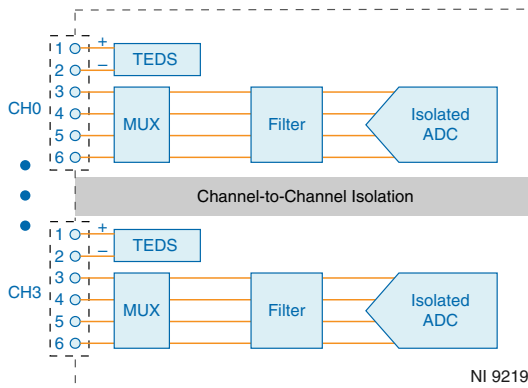 1 +
TEDS
2 −
3
CH0
4
MUX
Filter
Isolated
ADC
5
6
Channel-to-Channel Isolation
1 +
TEDS
2 −
3
CH3
4
MUX
Filter
Isolated
ADC
5
6
NI 9219